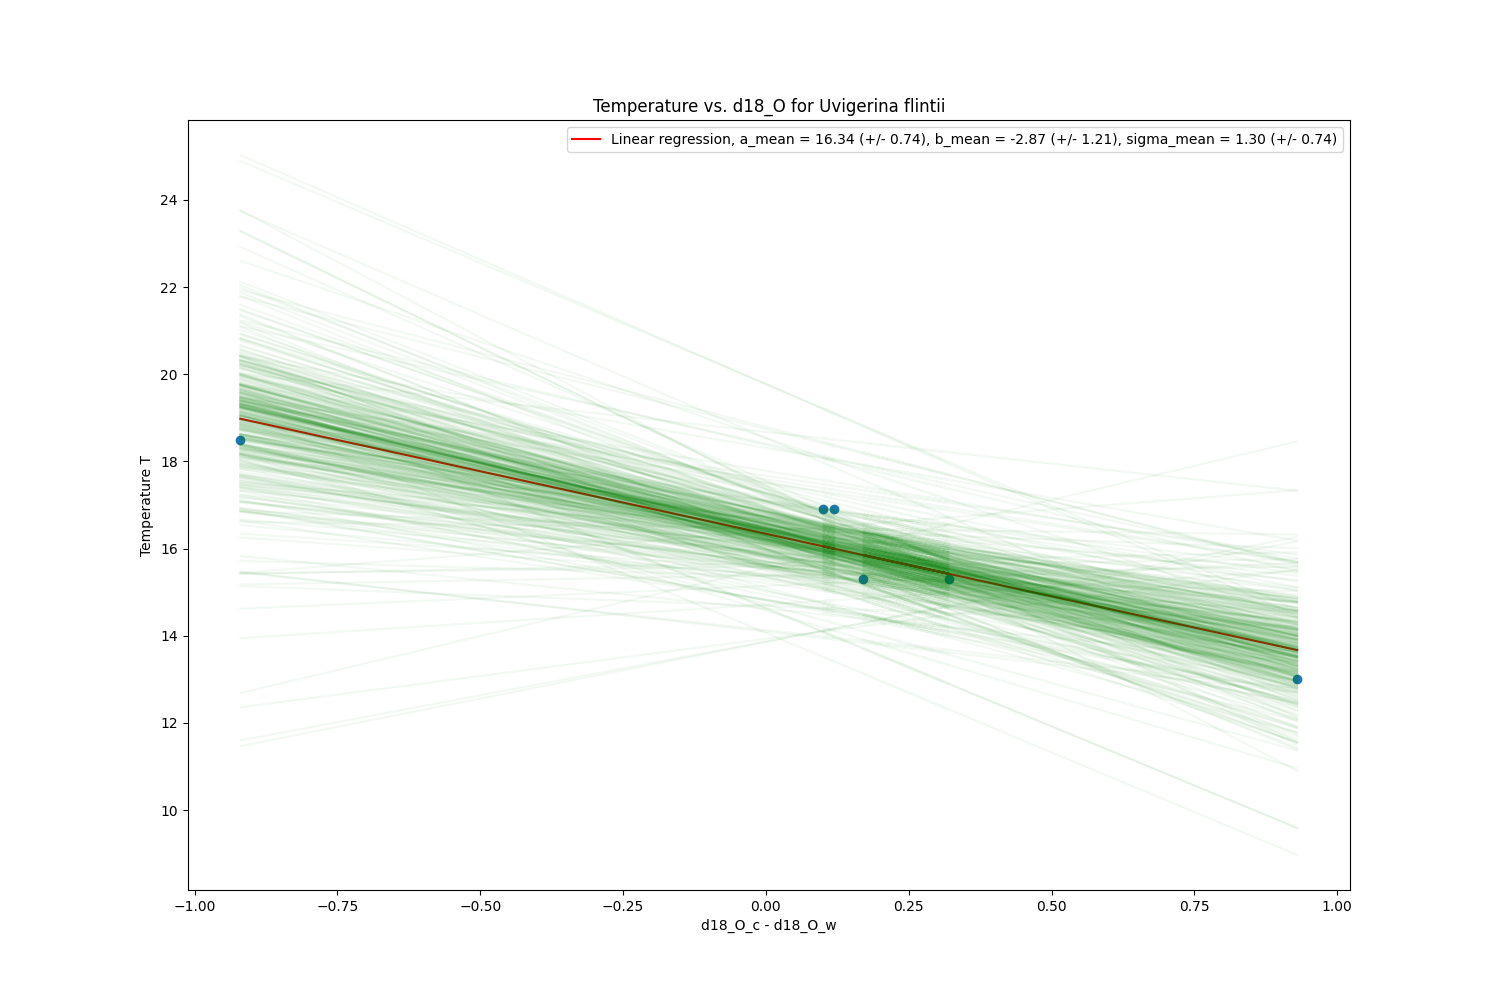 Temperature vs. d18_O for Uvigerina flintii
Linear regression, a_mean = 16.34 (+/- 0.74), b_mean = -2.87 (+/- 1.21), sigma_mean = 1.30 (+/- 0.74)
Temperature T
24
22
20
18
16
14
12
10
−1.00 −0.75 −0.50 −0.25 0.00 0.25 0.50 0.75 1.00
d18_O_c - d18_O_w